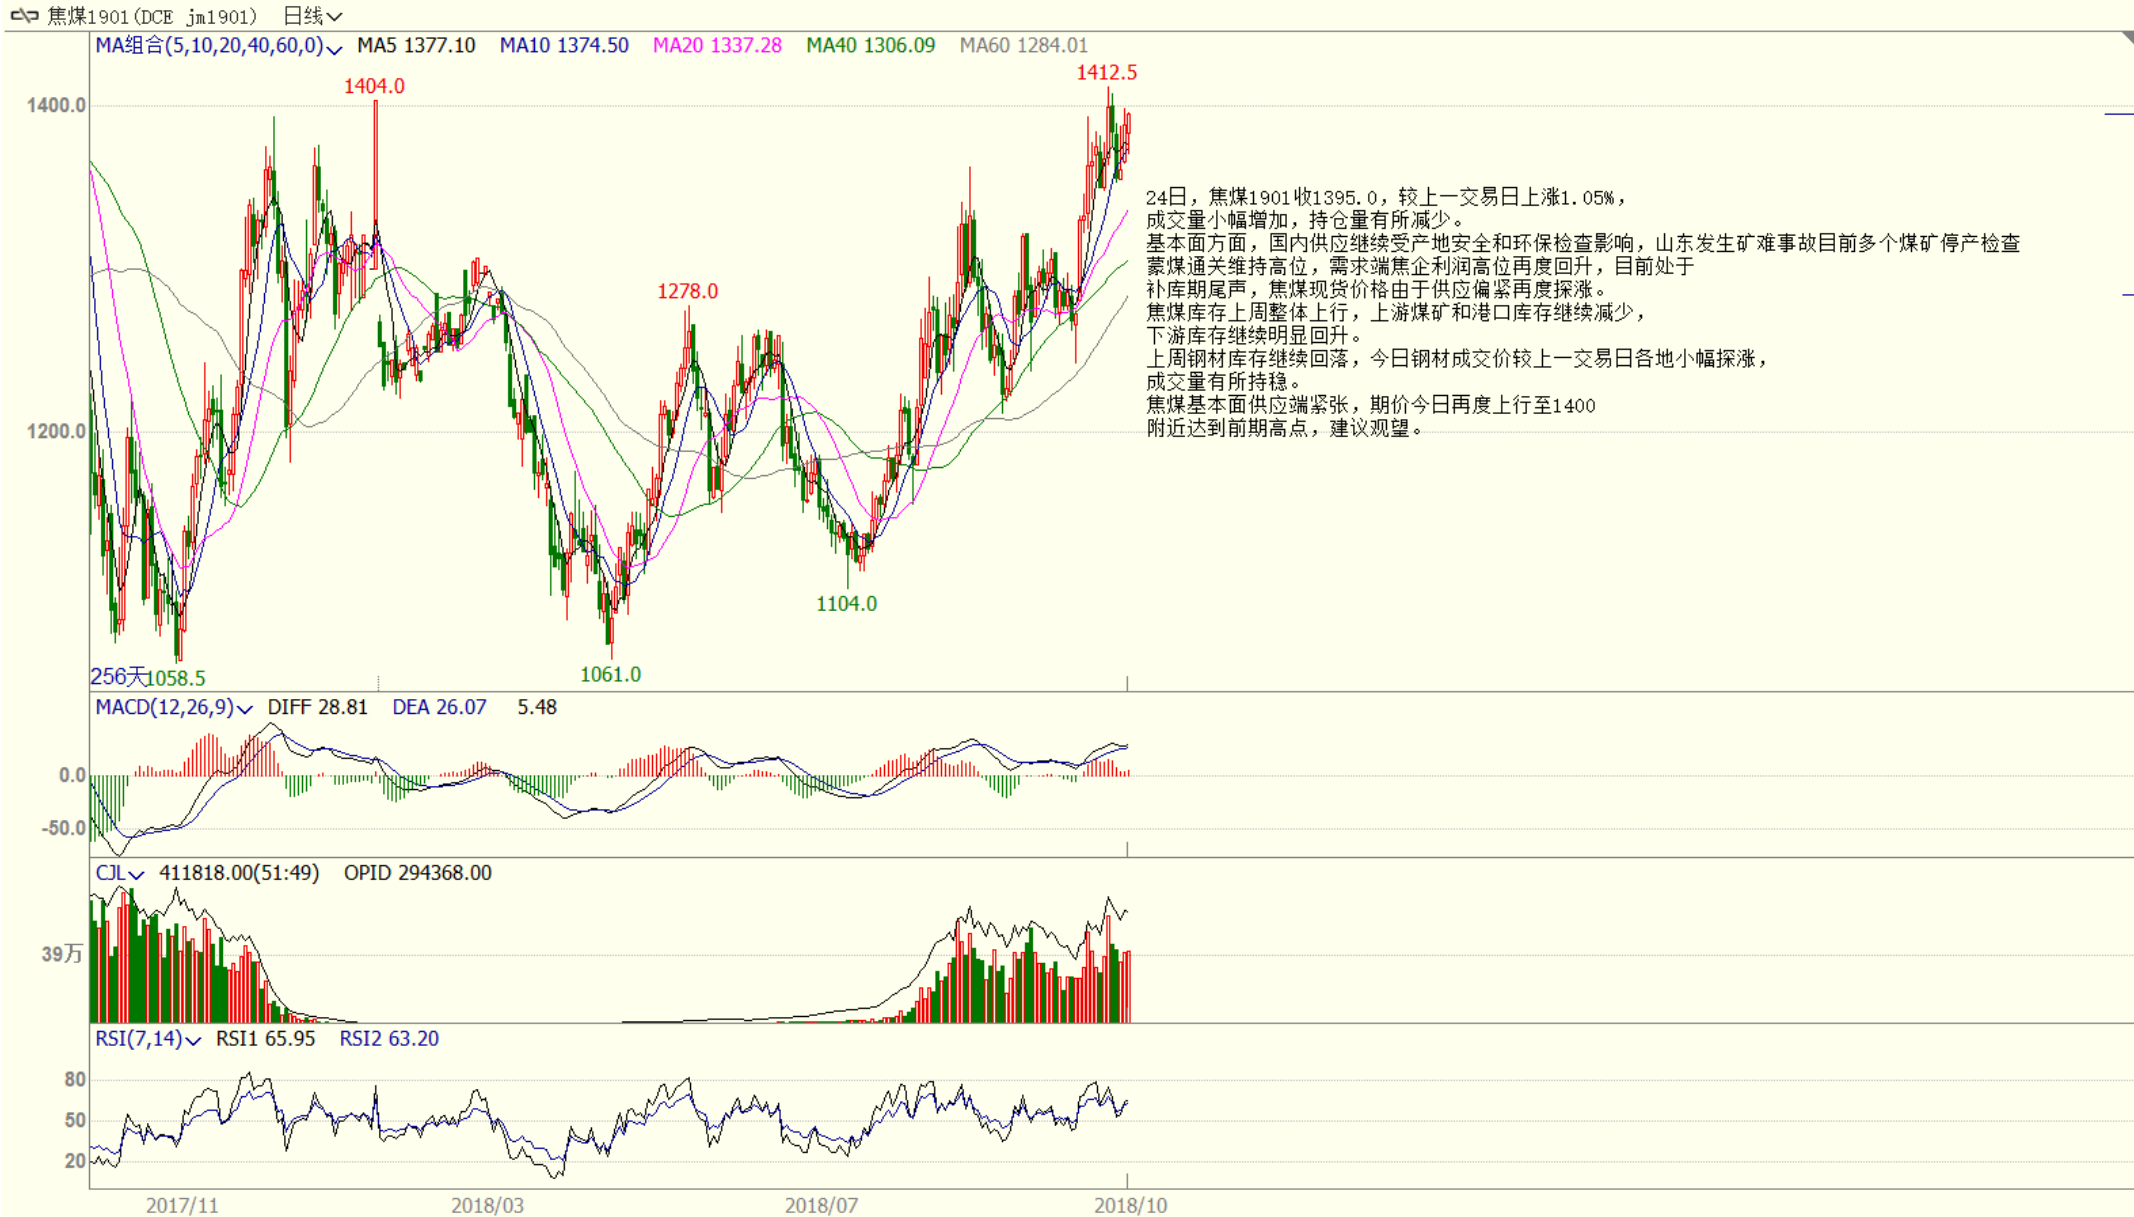 焦煤1901(DCE jm1901) 日线
MA组合(5,10,20,40,60,0) MA5 1377.10 MA10 1374.50 MA20 1337.28 MA40 1306.09 MA60 1284.01
1412.5
1404.0
1400.0
24日，焦煤1901收1395.0，较上一交易日上涨1.05%，
成交量小幅增加，持仓量有所减少。
基本面方面，国内供应继续受产地安全和环保检查影响，山东发生矿难事故目前多个煤矿停产检查
蒙煤通关维持高位，需求端焦企利润高位再度回升，目前处于
补库期尾声，焦煤现货价格由于供应偏紧再度探涨。
1278.0
焦煤库存上周整体上行，上游煤矿和港口库存继续减少，
下游库存继续明显回升。
上周钢材库存继续回落，今日钢材成交价较上一交易日各地小幅探涨，
成交量有所持稳。
焦煤基本面供应端紧张，期价今日再度上行至1400
附近达到前期高点，建议观望。
1200.0
1104.0
256天1058.5
1061.0
MACD(12,26,9) DIFF 28.81 DEA 26.07 5.48
0.0
-50.0
CJL 411818.00(51:49) OPID 294368.00
39万
RSI(7,14) RSI1 65.95 RSI2 63.20
80
50
20
2017/11 2018/03 2018/07 2018/10